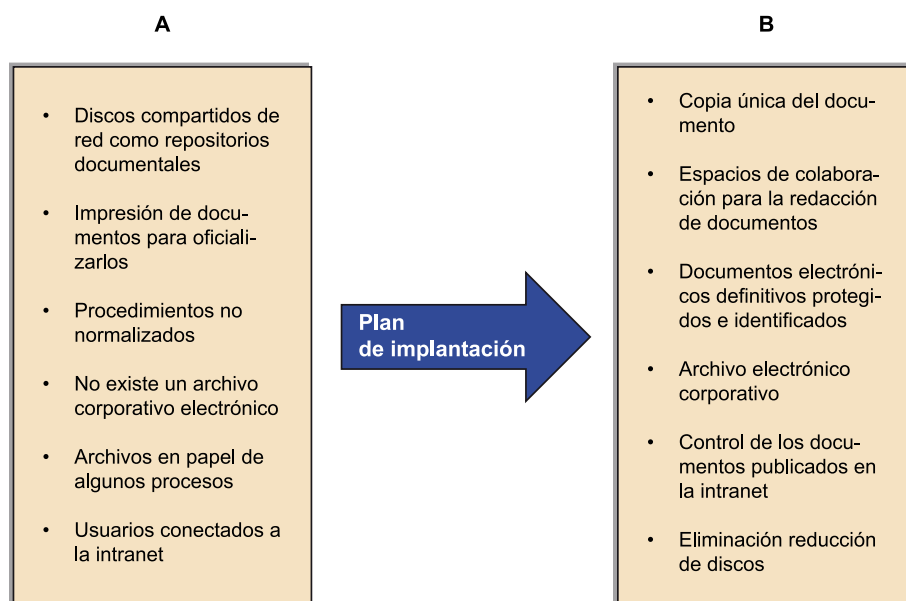 A
• Discos compartidos de
red como repositorios
documentales
• Impresión de docu-
mentos para oficiali-
zarlos
• Procedimientos no
normalizados
• No existe un archivo
corporativo electrónico
• Archivos en papel de
algunos procesos
• Usuarios conectados a
la intranet
Plan
de implantación
B
• Copia única del docu-
mento
• Espacios de colabora-
ción para la redacción
de documentos
• Documentos electróni-
cos definitivos protegi-
dos e identificados
• Archivo electrónico
corporativo
• Control de los docu-
mentos publicados en
la intranet
• Eliminación reducción
de discos